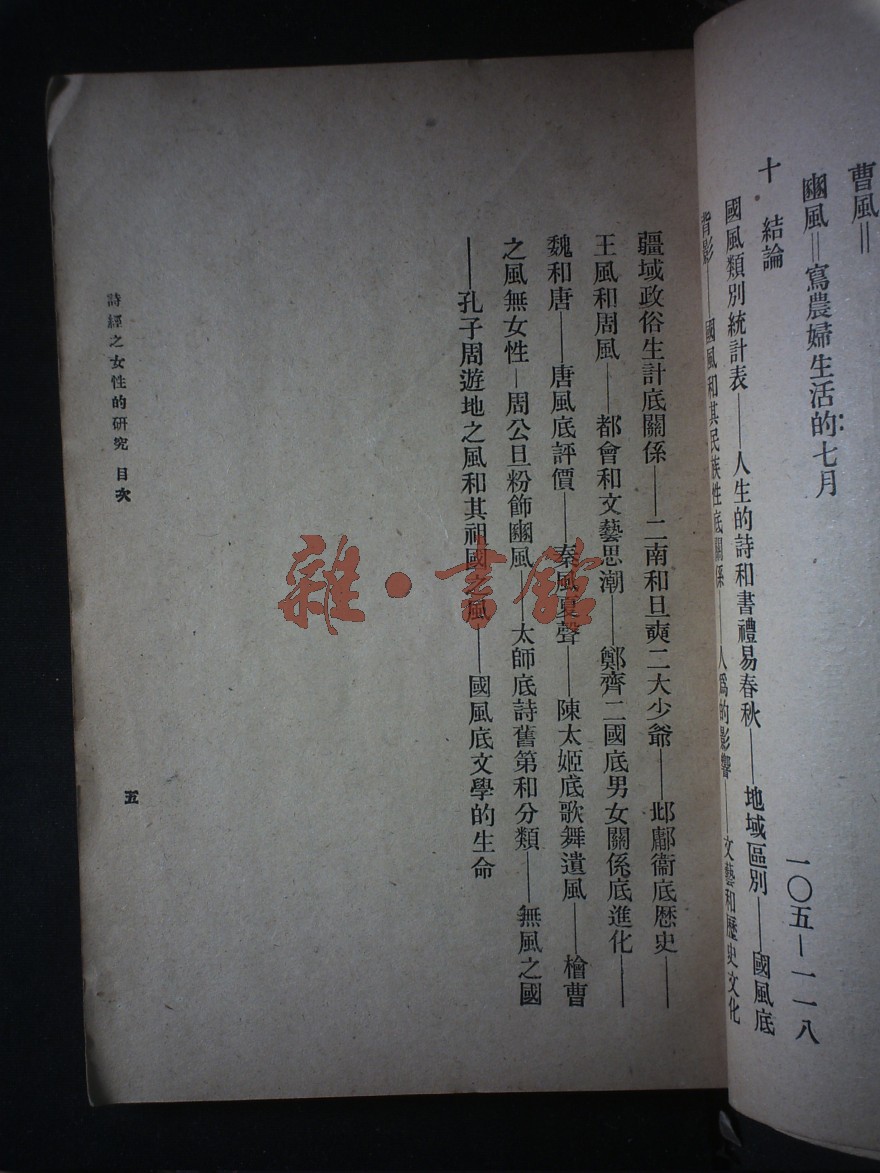 曹風＝
豳風＝寫農婦生活的七月
十 結論 一〇五—一一八
國風類別統計表——人生的詩和書禮易春秋——地域區別——國風底
背影——國風和其民族性底關係——人爲的影響——文藝和歷史文化
疆域政俗生計底關係——二南和旦奭二大少爺——邶鄘衞底歷史——
王風和周風——都會和文藝思潮——鄭齊二國底男女關係底進化——
魏和唐——唐風底評價——秦風夏聲——陳太姬底歌舞遺風——檜曹
之風無女性—周公旦粉飾豳風——太師底詩舊第和分類——無風之國
——孔子周遊地之風和其祖國之風——國風底文學的生命
詩經之女性的研究 目次
五
雜·書館